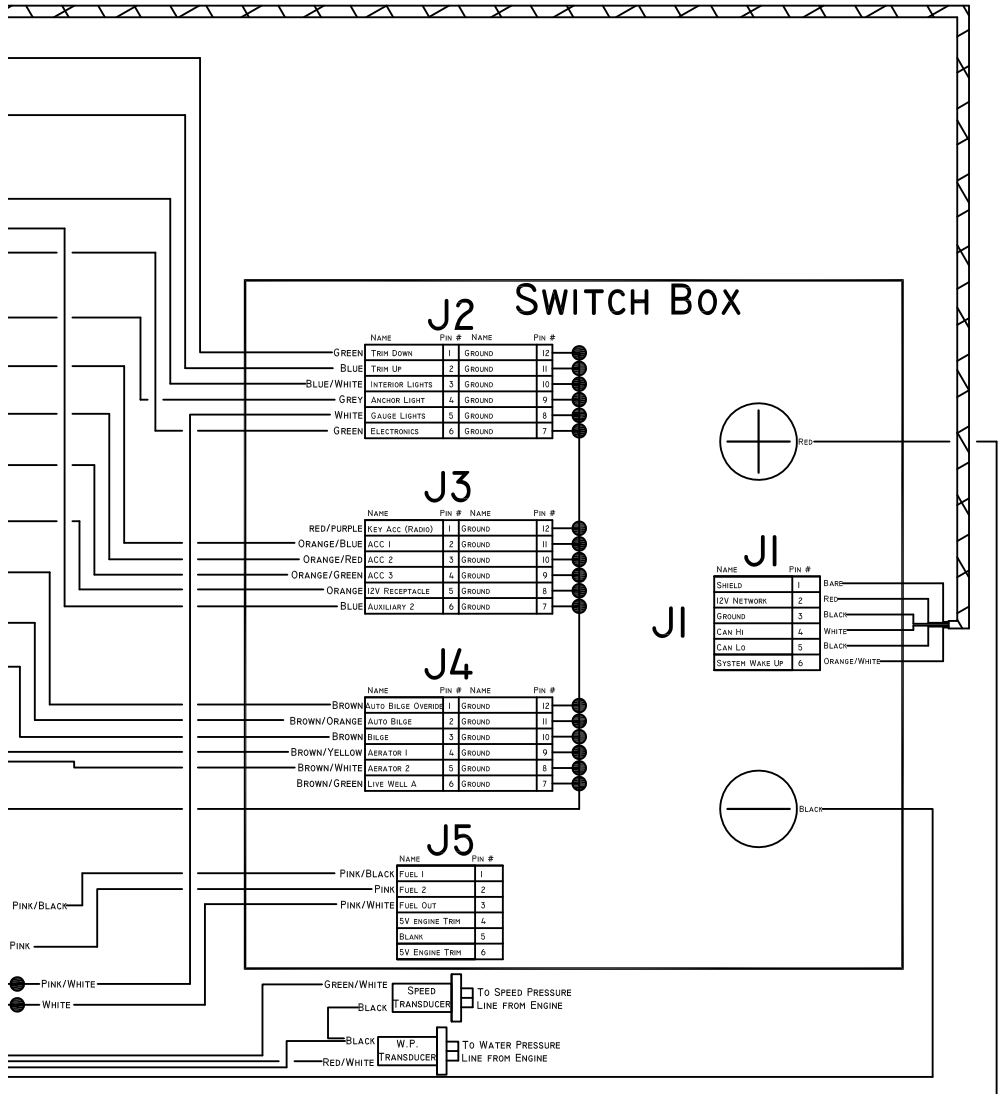 SWITCH BOX
J2
NAME PIN # NAME PIN #
GREEN TRIM DOWN 1 GROUND 12
BLUE TRIM UP 2 GROUND 11
BLUE/WHITE INTERIOR LIGHTS 3 GROUND 10
GREY ANCHOR LIGHT 4 GROUND 9
WHITE GAUGE LIGHTS 5 GROUND 8
GREEN ELECTRONICS 6 GROUND 7
RED
J3
NAME PIN # NAME PIN #
RED/PURPLE KEY ACC (RADIO) 1 GROUND 12
ORANGE/BLUE ACC 1 2 GROUND 11
ORANGE/RED ACC 2 3 GROUND 10
ORANGE/GREEN ACC 3 4 GROUND 9
ORANGE 12V RECEPTACLE 5 GROUND 8
BLUE AUXILIARY 2 6 GROUND 7
J1
NAME PIN #
SHIELD 1 BARE
12V NETWORK 2 RED
GROUND 3 BLACK
CAN HI 4 WHITE
CAN LO 5 BLACK
SYSTEM WAKE UP 6 ORANGE/WHITE
J1
J4
NAME PIN # NAME PIN #
BROWN AUTO BILGE OVERIDE 1 GROUND 12
BROWN/ORANGE AUTO BILGE 2 GROUND 11
BROWN BILGE 3 GROUND 10
BROWN/YELLOW AERATOR 1 4 GROUND 9
BROWN/WHITE AERATOR 2 5 GROUND 8
BROWN/GREEN LIVE WELL A 6 GROUND 7
BLACK
J5
NAME PIN #
PINK/BLACK FUEL 1 1
PINK FUEL 2 2
PINK/WHITE FUEL OUT 3
5V ENGINE TRIM 4
BLANK 5
5V ENGINE TRIM 6
PINK/BLACK
PINK
PINK/WHITE
WHITE
GREEN/WHITE
BLACK
SPEED
TRANSDUCER
TO SPEED PRESSURE
LINE FROM ENGINE
BLACK
RED/WHITE
W.P.
TRANSDUCER
TO WATER PRESSURE
LINE FROM ENGINE